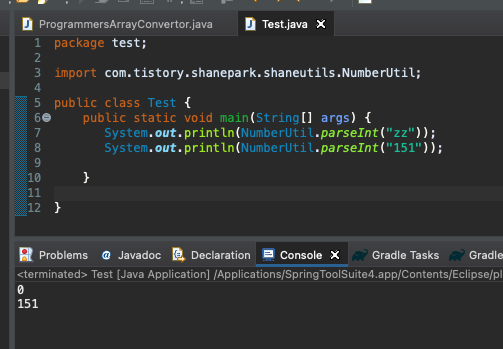 ProgrammersArrayConvertor.java Test.java
1 package test;
2
3 import com.tistory.shanepark.shaneutils.NumberUtil;
4
5 public class Test {
6 public static void main(String[] args) {
7 System.out.println(NumberUtil.parseInt("zz"));
8 System.out.println(NumberUtil.parseInt("151"));
9
10 }
11
12 }
Problems @ Javadoc Declaration Console Gradle Tasks Gradle
<terminated> Test [Java Application] /Applications/SpringToolSuite4.app/Contents/Eclipse/pl
0
151